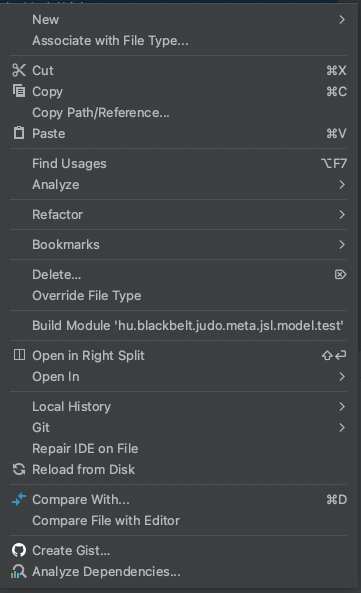 New
Associate with File Type...
Cut ⌘X
Copy ⌘C
Copy Path/Reference...
Paste ⌘V
Find Usages ⌥F7
Analyze
Refactor
Bookmarks
Delete... ⌦
Override File Type
Build Module 'hu.blackbelt.judo.meta.jsl.model.test'
Open in Right Split ⇧⏎
Open In
Local History
Git
Repair IDE on File
Reload from Disk
Compare With... ⌘D
Compare File with Editor
Create Gist...
Analyze Dependencies...